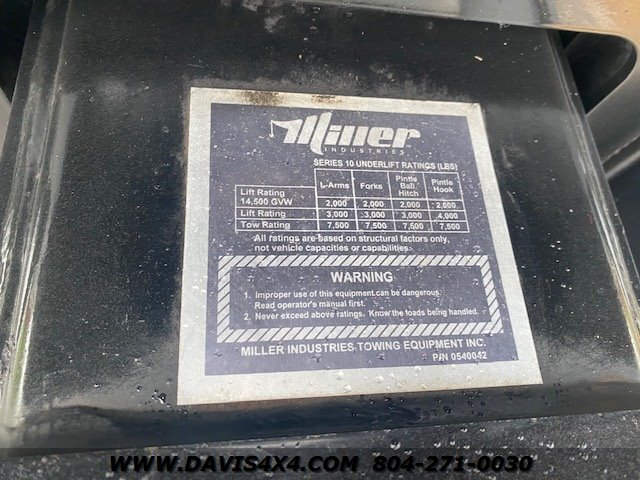 Miller
INDUSTRIES
SERIES 10 UNDERLIFT RATINGS (LBS)
L-Arms Forks Pintle Ball Hitch Pintle Hook
Lift Rating 14,500 GVW 2,000 2,000 2,000 2,000
Lift Rating 3,000 3,000 3,000 4,000
Tow Rating 7,500 7,500 7,500 7,500
All ratings are based on structural factors only,
not vehicle capacities or capabilities.
WARNING
1. Improper use of this equipment can be dangerous.
Read operator's manual first.
2. Never exceed above ratings. Know the loads being handled.
MILLER INDUSTRIES TOWING EQUIPMENT INC.
P/N 0540042
WWW.DAVIS4X4.COM 804-271-0030